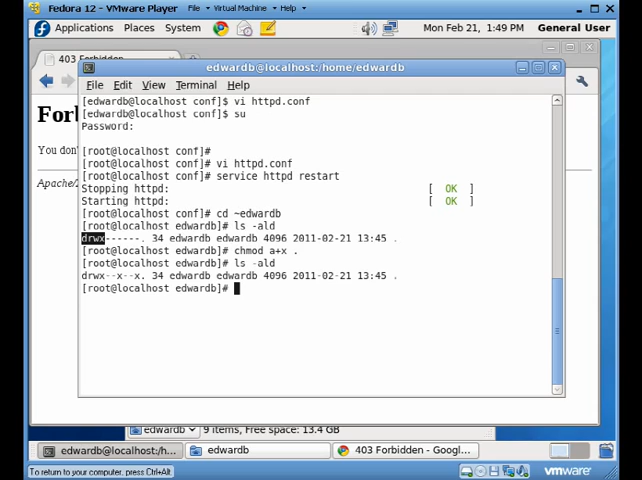 Fedora 12 - VMware Player File Virtual Machine Help
Applications Places System Mon Feb 21, 1:49 PM General User
403 Forbidden
edwardb@localhost:/home/edwardb
File Edit View Terminal Help
[edwardb@localhost conf]$ vi httpd.conf
[edwardb@localhost conf]$ su
Password:
[root@localhost conf]#
[root@localhost conf]# vi httpd.conf
[root@localhost conf]# service httpd restart
Stopping httpd: [ OK ]
Starting httpd: [ OK ]
[root@localhost conf]# cd ~edwardb
[root@localhost edwardb]# ls -ald
drwx------. 34 edwardb edwardb 4096 2011-02-21 13:45 .
[root@localhost edwardb]# chmod a+x .
[root@localhost edwardb]# ls -ald
drwx--x--x. 34 edwardb edwardb 4096 2011-02-21 13:45 .
[root@localhost edwardb]#
For
You don'
Apache/
edwardb 9 items, Free space: 13.4 GB
edwardb@localhost:/h... edwardb 403 Forbidden - Googl...
To return to your computer, press Ctrl+Alt vmware